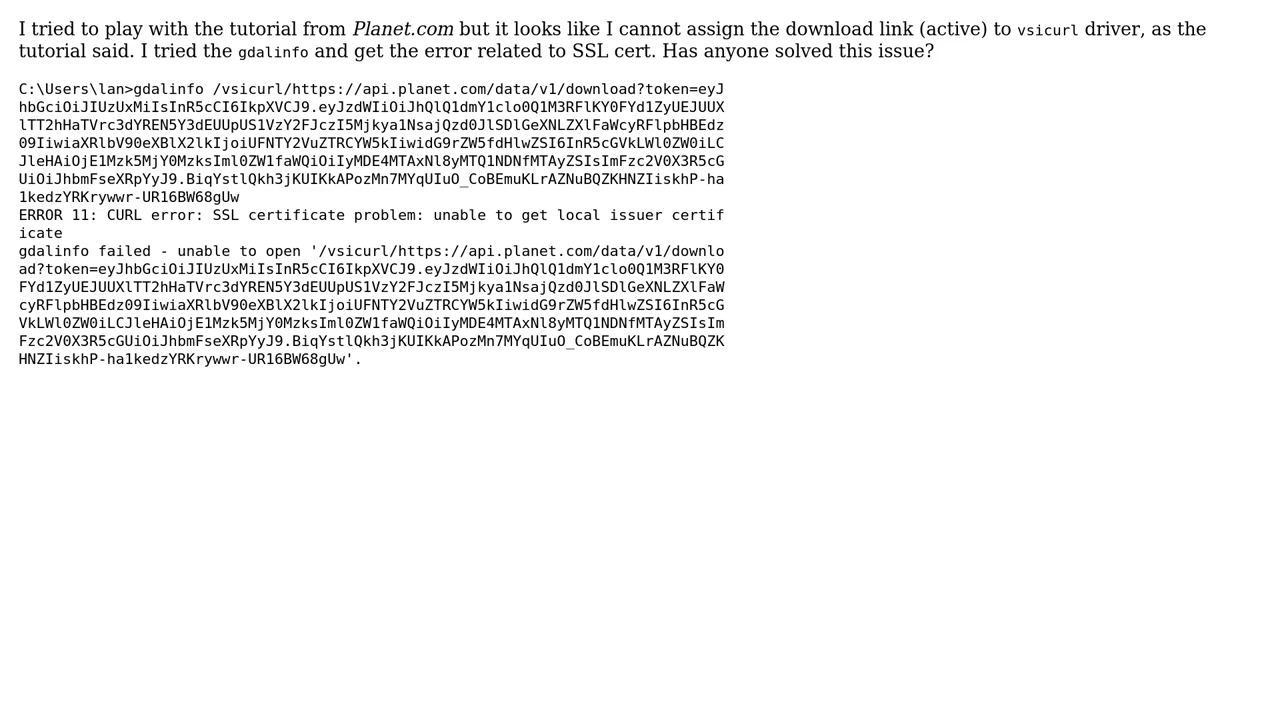 I tried to play with the tutorial from Planet.com but it looks like I cannot assign the download link (active) to vsicurl driver, as the
tutorial said. I tried the gdalinfo and get the error related to SSL cert. Has anyone solved this issue?
C:\Users\lan>gdalinfo /vsicurl/https://api.planet.com/data/v1/download?token=eyJ
hbGciOiJIUzUxMiIsInR5cCI6IkpXVCJ9.eyJzdWIiOiJhQlQ1dmY1clo0Q1M3RFlKY0FYd1ZyUEJUUX
lTT2hHaTVrc3dYREN5Y3dEUUpUS1VzY2FJczI5Mjkya1NsajQzd0JlSDlGeXNLZXlFaWcyRFlpbHBEdz
09IiwiaXRlbV90eXBlX2lkIjoiUFNTY2VuZTRCYW5kIiwidG9rZW5fdHlwZSI6InR5cGVkLWl0ZW0iLC
JleHAiOjE1Mzk5MjY0MzksIml0ZW1faWQiOiIyMDE4MTAxNl8yMTQ1NDNfMTAyZSIsImFzc2V0X3R5cG
UiOiJhbmFseXRpYyJ9.BiqYstlQkh3jKUIKkAPozMn7MYqUIuO_CoBEmuKLrAZNuBQZKHNZIiskhP-ha
1kedzYRKrywwr-UR16BW68gUw
ERROR 11: CURL error: SSL certificate problem: unable to get local issuer certif
icate
gdalinfo failed - unable to open '/vsicurl/https://api.planet.com/data/v1/downlo
ad?token=eyJhbGciOiJIUzUxMiIsInR5cCI6IkpXVCJ9.eyJzdWIiOiJhQlQ1dmY1clo0Q1M3RFlKY0
FYd1ZyUEJUUXlTT2hHaTVrc3dYREN5Y3dEUUpUS1VzY2FJczI5Mjkya1NsajQzd0JlSDlGeXNLZXlFaW
cyRFlpbHBEdz09IiwiaXRlbV90eXBlX2lkIjoiUFNTY2VuZTRCYW5kIiwidG9rZW5fdHlwZSI6InR5cG
VkLWl0ZW0iLCJleHAiOjE1Mzk5MjY0MzksIml0ZW1faWQiOiIyMDE4MTAxNl8yMTQ1NDNfMTAyZSIsIm
Fzc2V0X3R5cGUiOiJhbmFseXRpYyJ9.BiqYstlQkh3jKUIKkAPozMn7MYqUIuO_CoBEmuKLrAZNuBQZK
HNZIiskhP-ha1kedzYRKrywwr-UR16BW68gUw'.